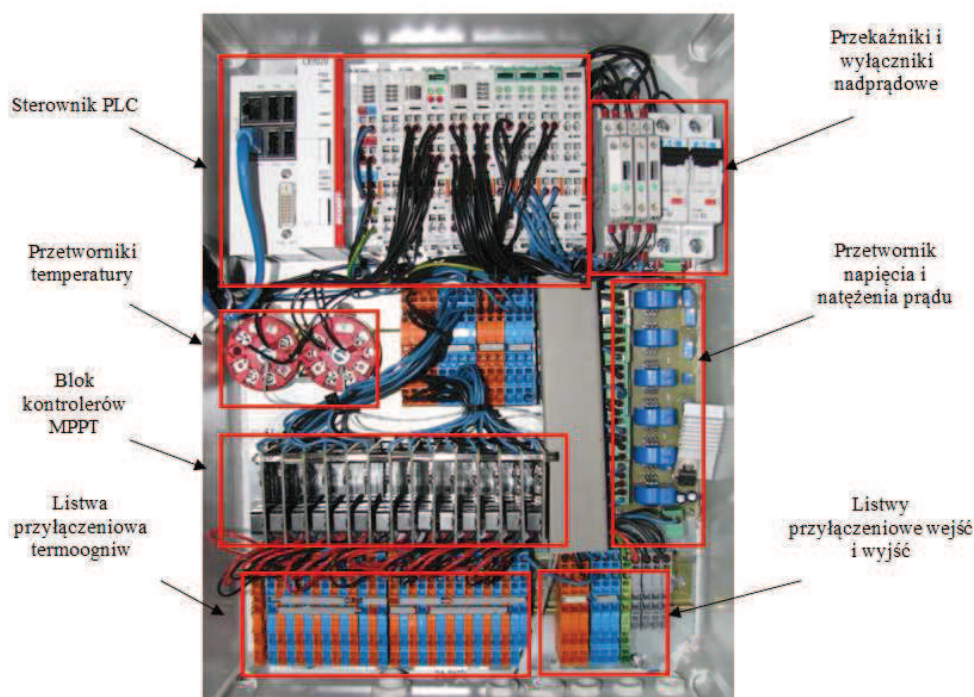 Sterownik PLC
Przetworniki
temperatury
Blok
kontrolerów
MPPT
Listwa
przyłączeniowa
termoogniw
Przekaźniki i
wyłączniki
nadprądowe
Przetwornik
napięcia i
natężenia prądu
Listwy
przyłączeniowe wejść
i wyjść